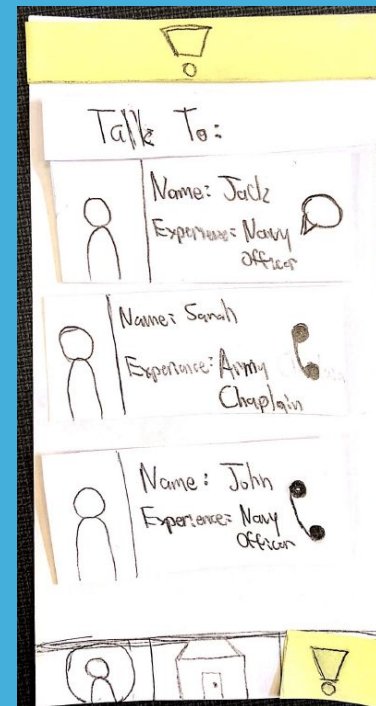 Talk To:
Name: Jack
Experience: Navy
Officer
Name: Sarah
Experience: Army
Chaplain
Name: John
Experience: Navy
Officer